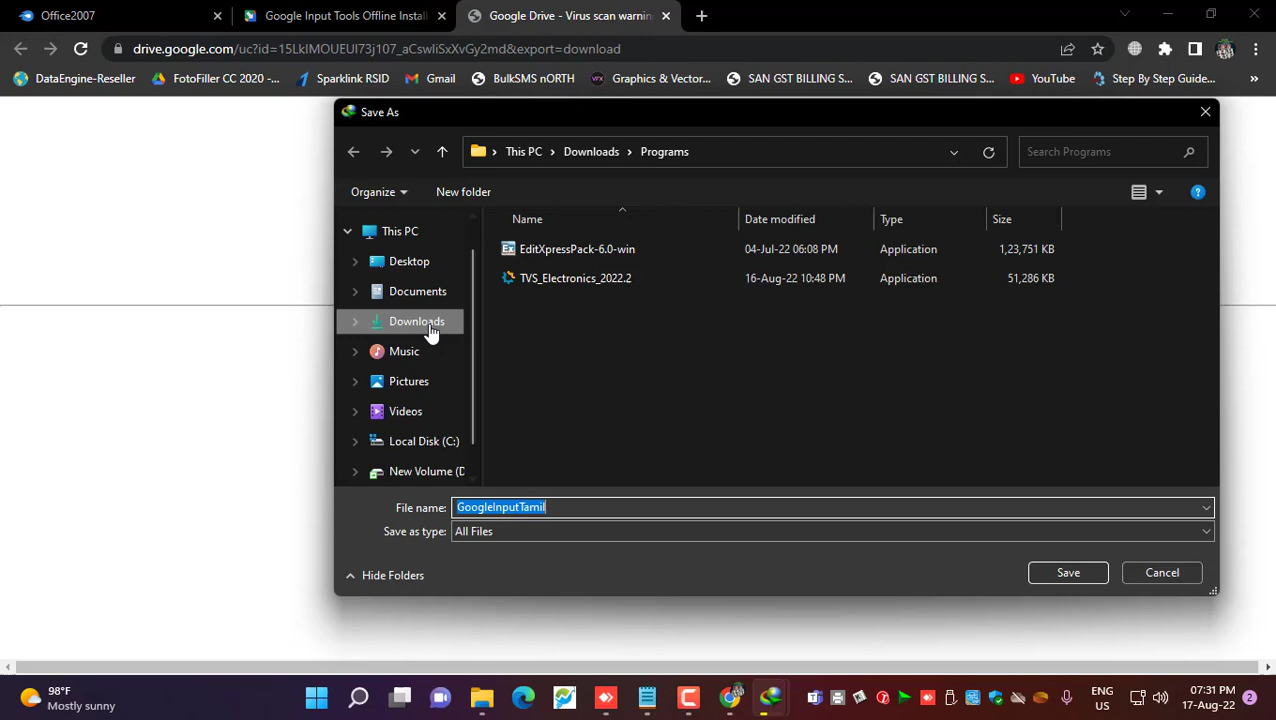 Office2007
Google Input Tools Offline Install
Google Drive - Virus scan warnin
drive.google.com/uc?id=15LkIMOUEUI73j107_aCswliSxXvGy2md&export=download
DataEngine-Reseller
FotoFiller CC 2020 -...
Sparklink RSID
Gmail
BulkSMS nORTH
Graphics & Vector...
SAN GST BILLING S...
SAN GST BILLING S...
YouTube
Step By Step Guide...
Save As
This PC > Downloads > Programs
Search Programs
Organize
New folder
Name Date modified Type Size
This PC
EditXpressPack-6.0-win 04-Jul-22 06:08 PM Application 1,23,751 KB
Desktop
TVS_Electronics_2022.2 16-Aug-22 10:48 PM Application 51,286 KB
Documents
Downloads
Music
Pictures
Videos
Local Disk (C:)
New Volume (D
File name: GoogleInputTamil
Save as type: All Files
Hide Folders
Save
Cancel
98°F
Mostly sunny
ENG
US
07:31 PM
17-Aug-22
2